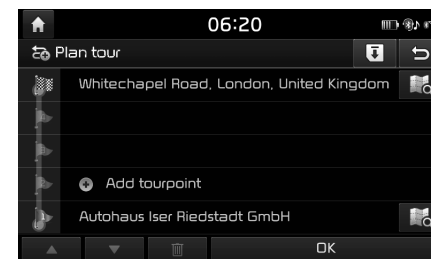 06:20
Plan tour
Whitechapel Road, London, United Kingdom
Add tourpoint
Autohaus Iser Riedstadt GmbH
OK